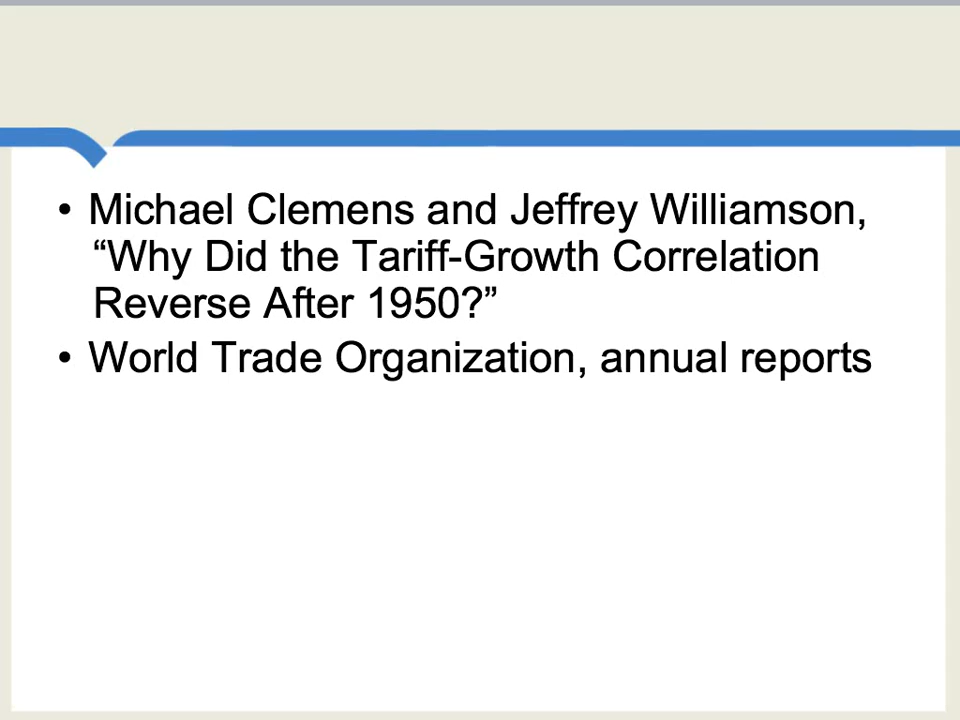 • Michael Clemens and Jeffrey Williamson,
“Why Did the Tariff-Growth Correlation
Reverse After 1950?”
• World Trade Organization, annual reports